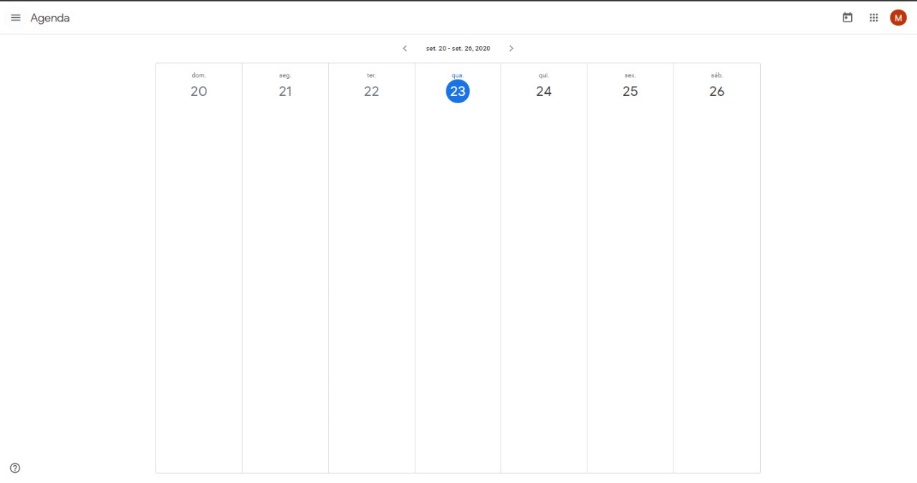 Agenda
M
set. 20 - set. 26, 2020
dom. seg. ter. qua. qui. sex. sáb.
20 21 22 23 24 25 26